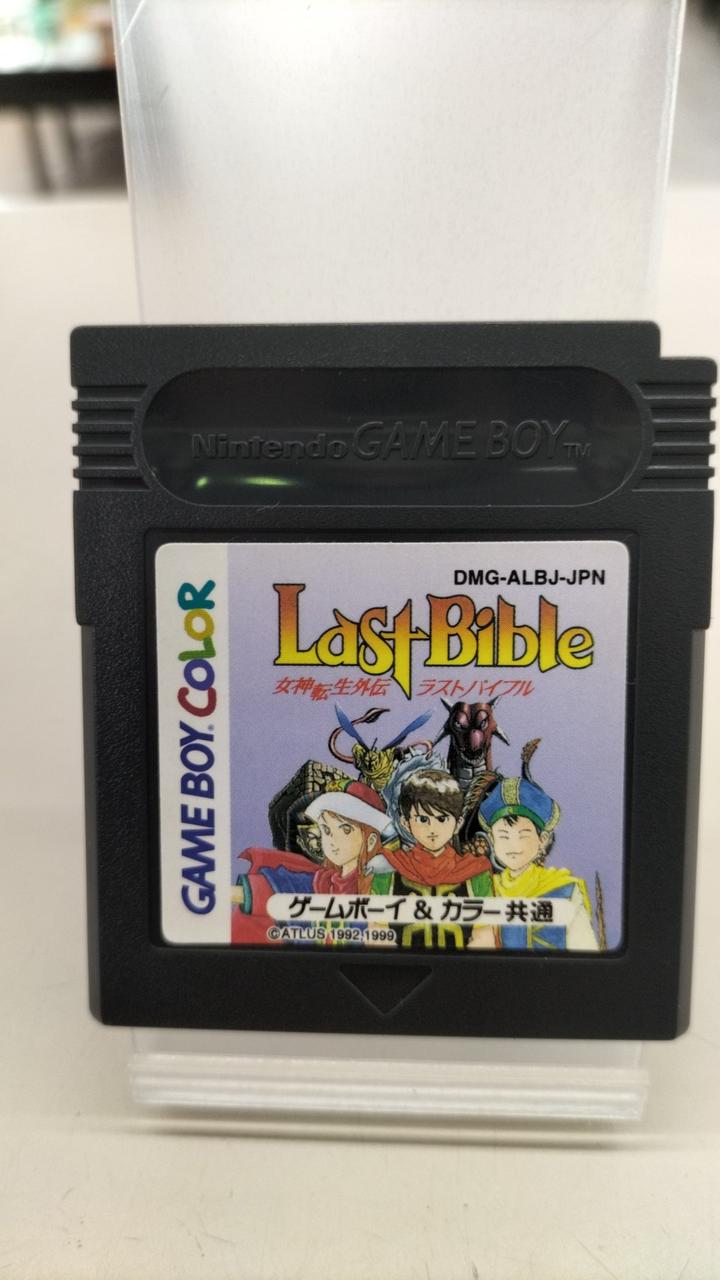 Nintendo GAME BOY™
GAME BOY® COLOR
DMG-ALBJ-JPN
Last Bible
女神転生外伝 ラストバイブル
ゲームボーイ & カラー共通
©ATLUS 1992,1999